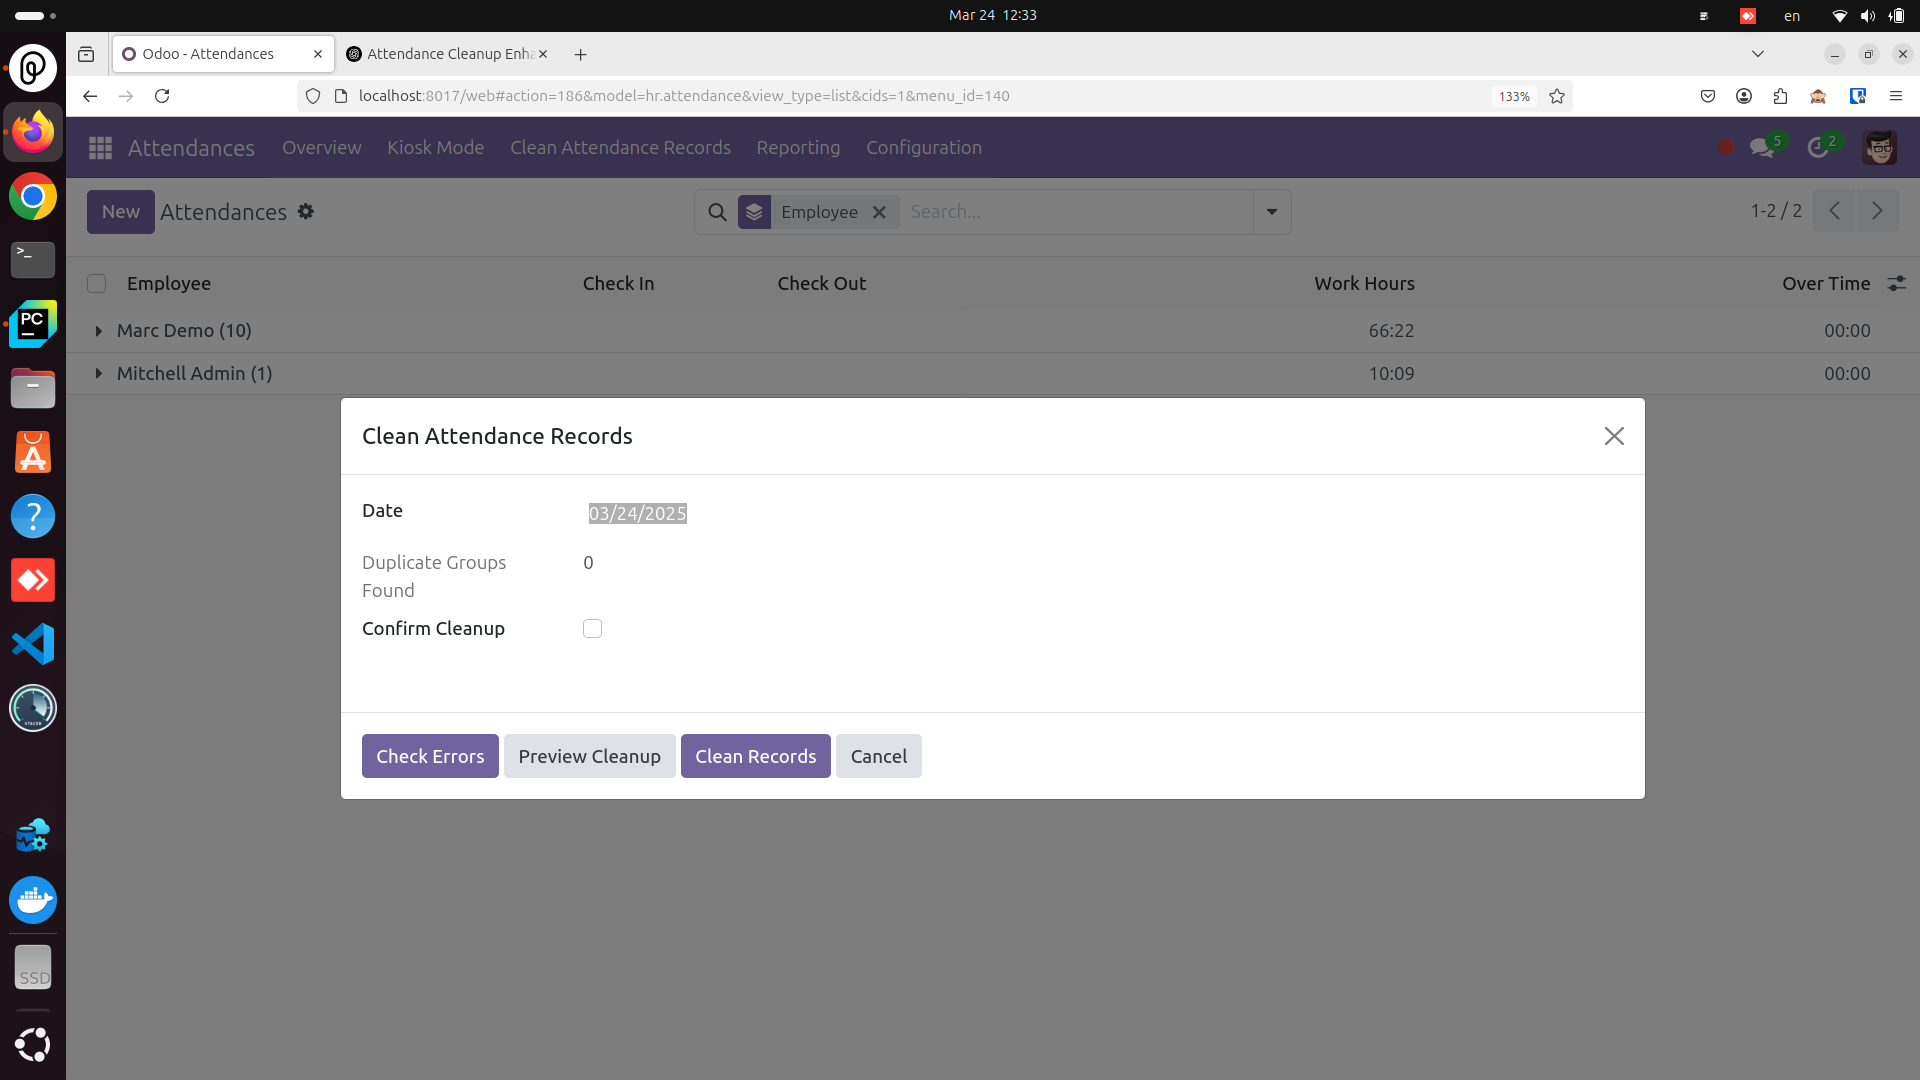 Mar 24 12:33
en
Odoo - Attendances
Attendance Cleanup Enha
localhost:8017/web#action=186&model=hr.attendance&view_type=list&cids=1&menu_id=140
133%
Attendances Overview Kiosk Mode Clean Attendance Records Reporting Configuration
5
2
New Attendances
Employee
Search...
1-2 / 2
Employee Check In Check Out Work Hours Over Time
Marc Demo (10) 66:22 00:00
Mitchell Admin (1) 10:09 00:00
Clean Attendance Records
Date 03/24/2025
Duplicate Groups 0
Found
Confirm Cleanup
Check Errors Preview Cleanup Clean Records Cancel
>_
PC
STACER
SSD